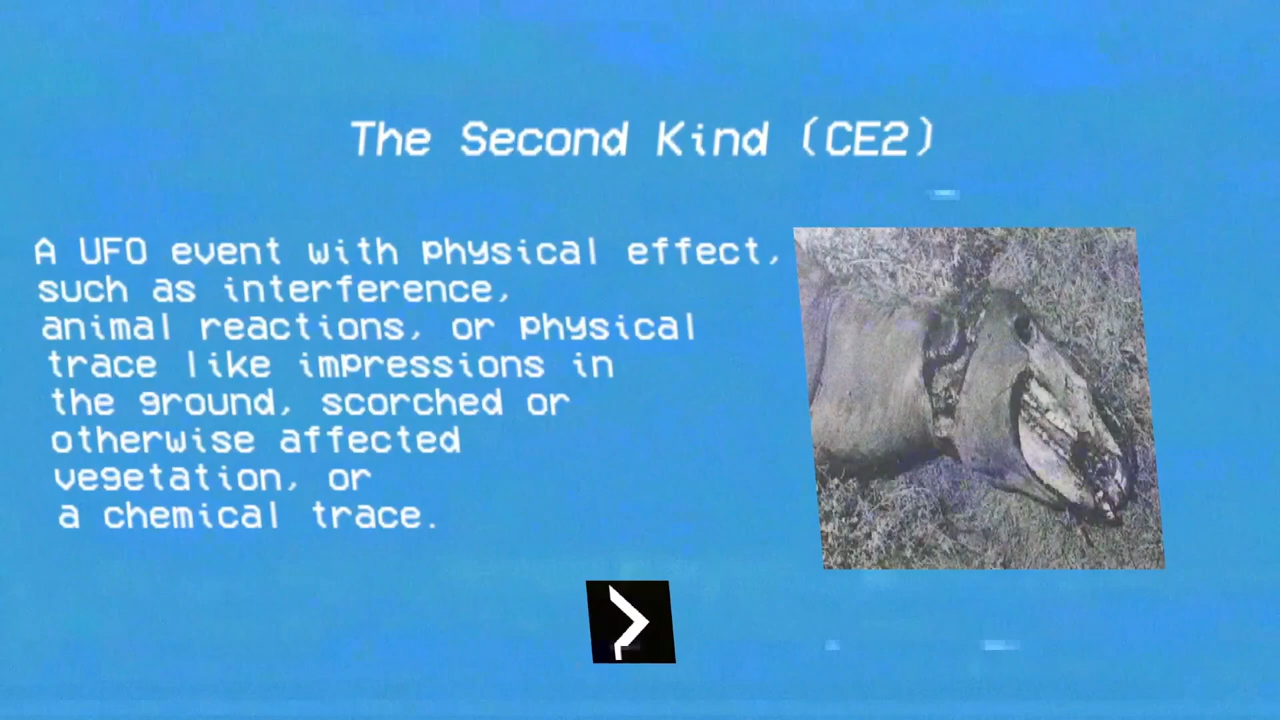 The Second Kind (CE2)
A UFO event with physical effect,
such as interference,
animal reactions, or physical
trace like impressions in
the ground, scorched or
otherwise affected
vegetation, or
a chemical trace.